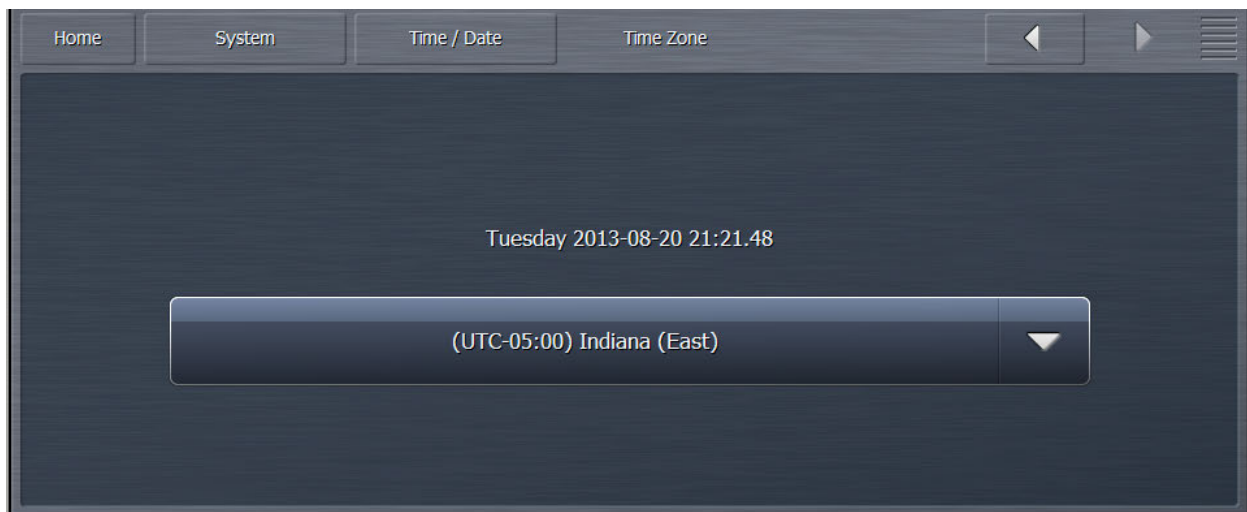 Home System Time / Date Time Zone
Tuesday 2013-08-20 21:21.48
(UTC-05:00) Indiana (East)